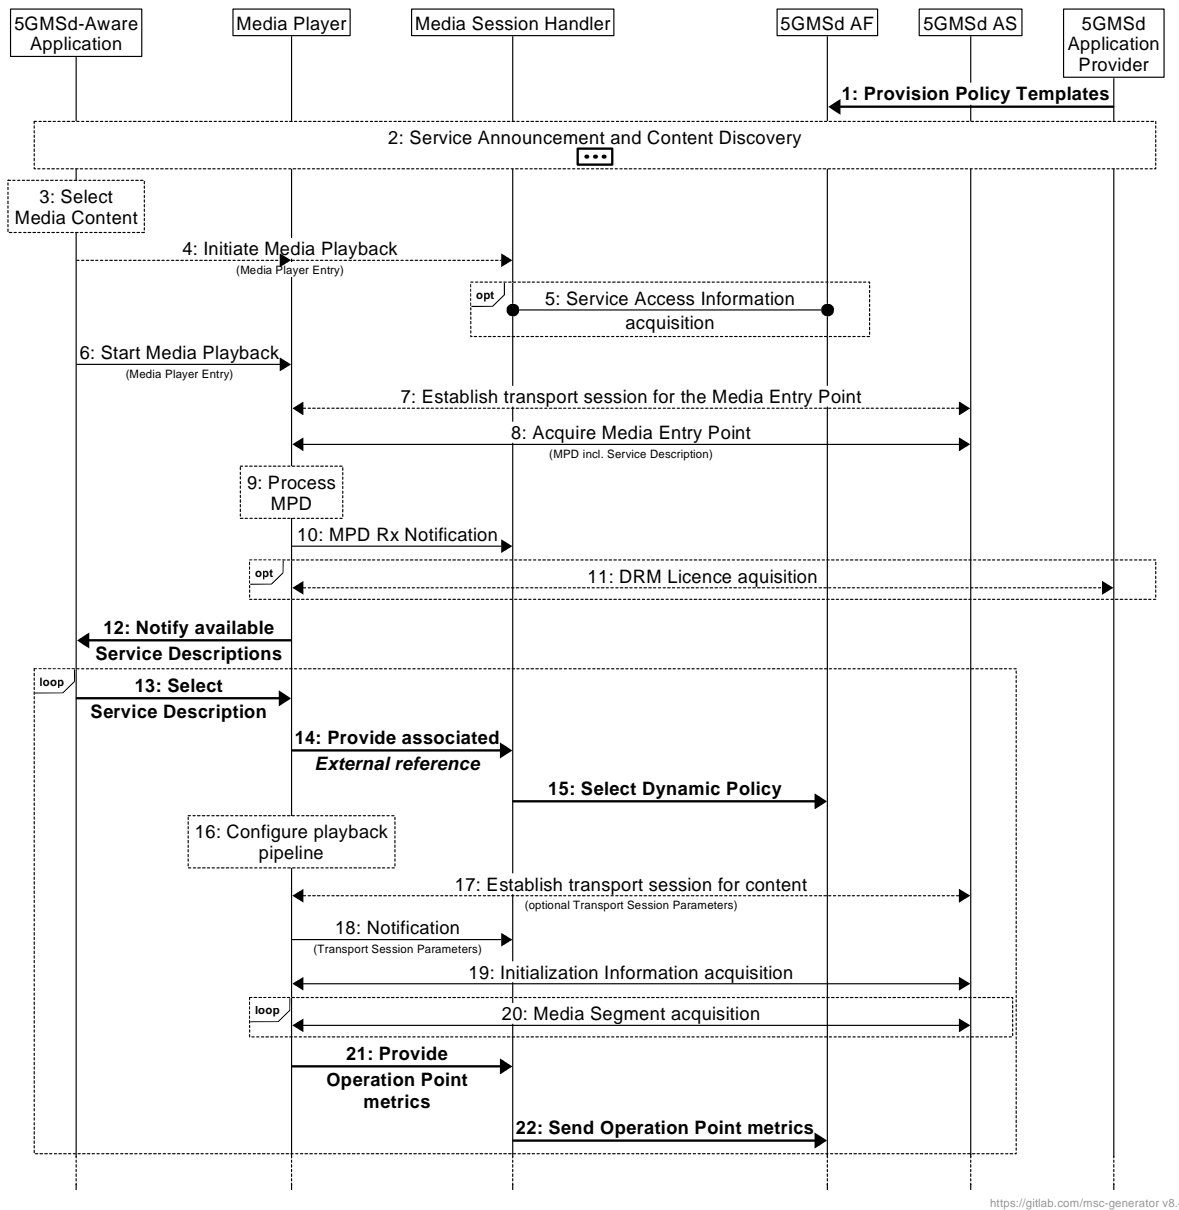 5GMSd-Aware
Application
Media Player
Media Session Handler
5GMSd AF
5GMSd AS
5GMSd
Application
Provider
1: Provision Policy Templates
2: Service Announcement and Content Discovery
3: Select
Media Content
4: Initiate Media Playback
(Media Player Entry)
opt
5: Service Access Information
acquisition
6: Start Media Playback
(Media Player Entry)
7: Establish transport session for the Media Entry Point
8: Acquire Media Entry Point
(MPD incl. Service Description)
9: Process
MPD
10: MPD Rx Notification
opt
11: DRM Licence aquisition
12: Notify available
Service Descriptions
loop
13: Select
Service Description
14: Provide associated
External reference
15: Select Dynamic Policy
16: Configure playback
pipeline
17: Establish transport session for content
(optional Transport Session Parameters)
18: Notification
(Transport Session Parameters)
19: Initialization Information acquisition
loop
20: Media Segment acquisition
21: Provide
Operation Point
metrics
22: Send Operation Point metrics
https://gitlab.com/msc-generator v8.